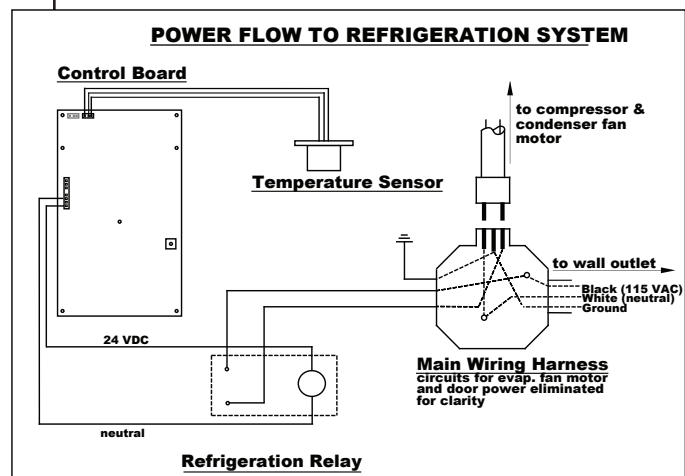 POWER FLOW TO REFRIGERATION SYSTEM
Control Board
to compressor &
condenser fan
motor
Temperature Sensor
to wall outlet
Black (115 VAC)
White (neutral)
Ground
24 VDC
Main Wiring Harness
circuits for evap. fan motor
and door power eliminated
for clarity
neutral
Refrigeration Relay